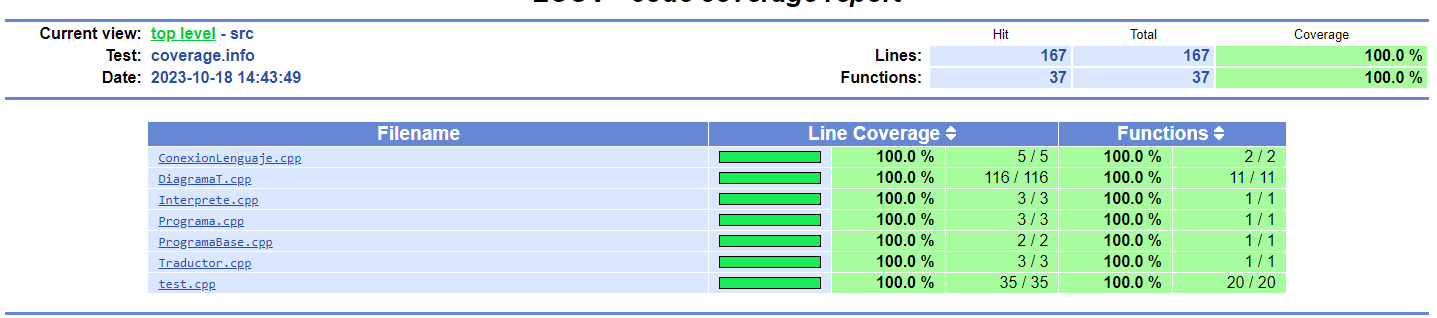 LCOV - code coverage report
Current view: top level - src
Hit Total Coverage
Test: coverage.info
Lines: 167 167 100.0 %
Date: 2023-10-18 14:43:49
Functions: 37 37 100.0 %
Filename Line Coverage Functions
ConexionLenguaje.cpp 100.0 % 5 / 5 100.0 % 2 / 2
DiagramaT.cpp 100.0 % 116 / 116 100.0 % 11 / 11
Interprete.cpp 100.0 % 3 / 3 100.0 % 1 / 1
Programa.cpp 100.0 % 3 / 3 100.0 % 1 / 1
ProgramaBase.cpp 100.0 % 2 / 2 100.0 % 1 / 1
Traductor.cpp 100.0 % 3 / 3 100.0 % 1 / 1
test.cpp 100.0 % 35 / 35 100.0 % 20 / 20